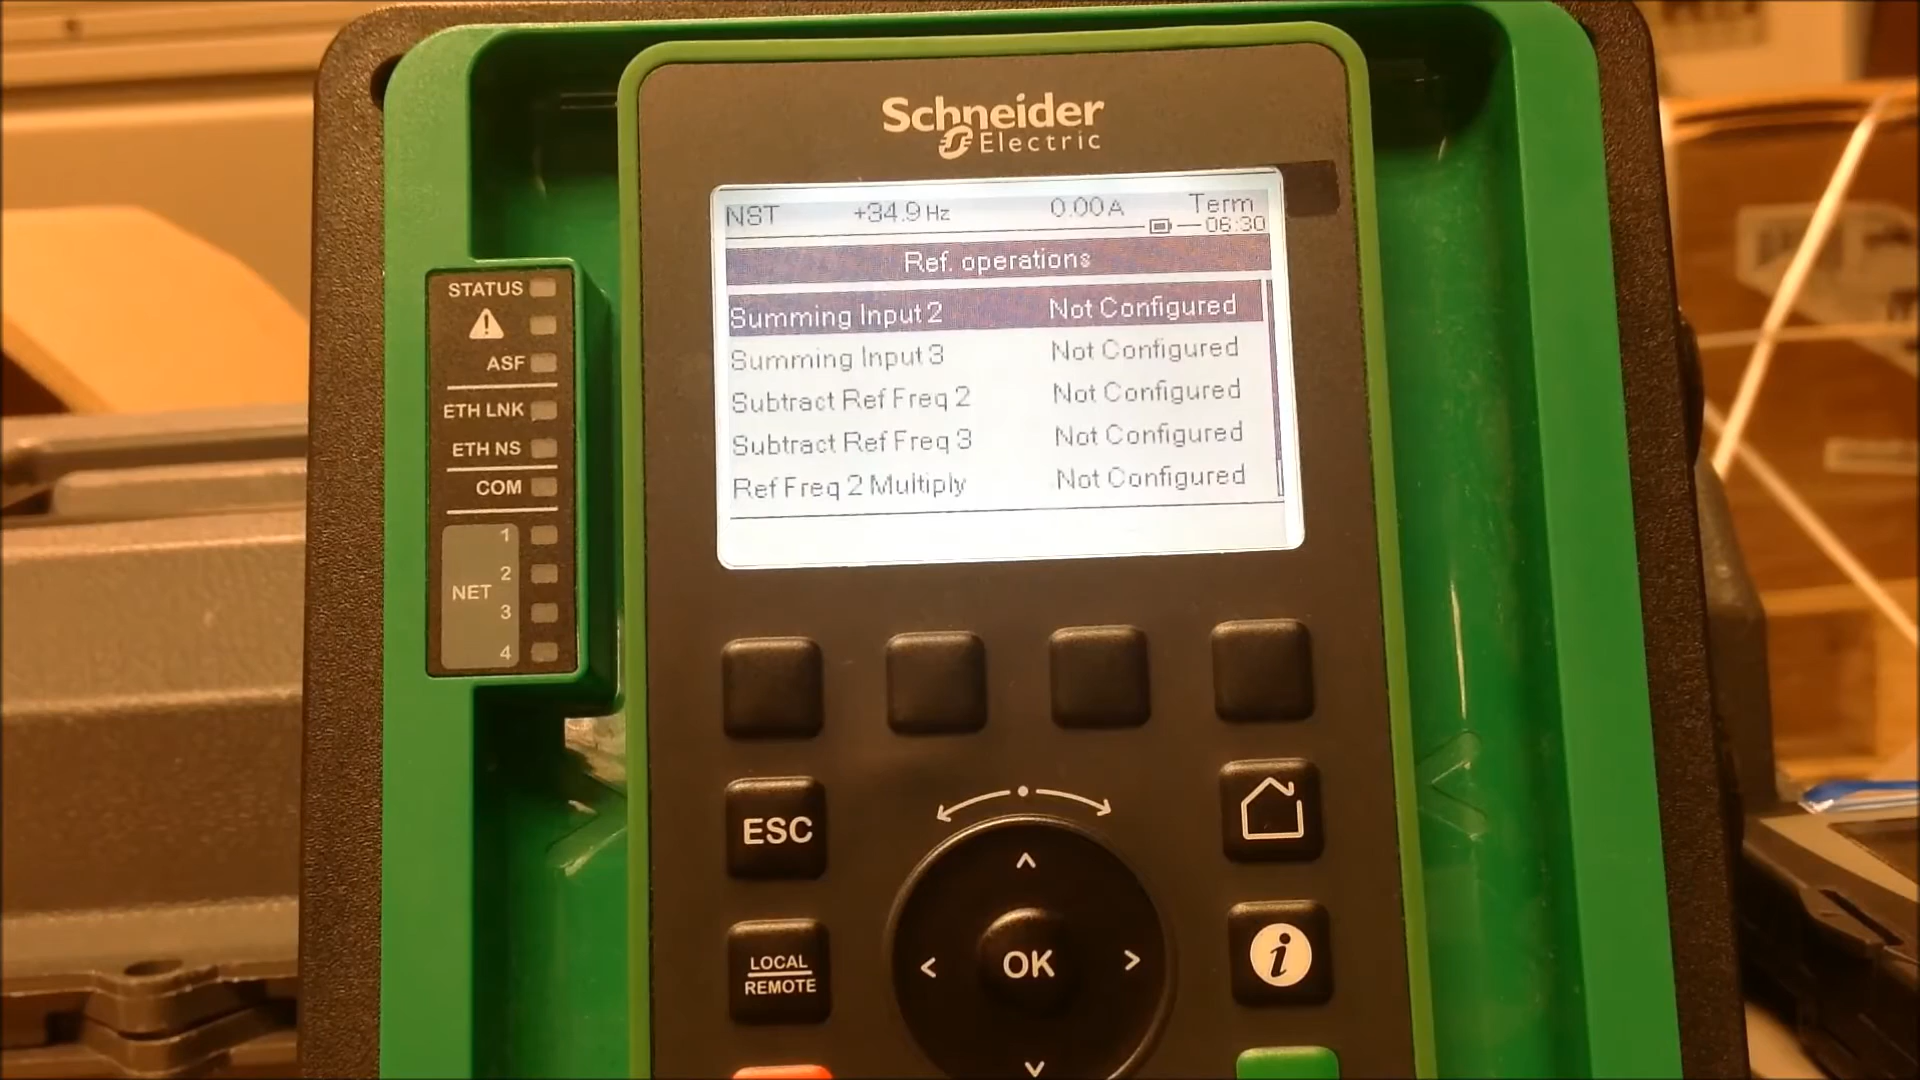 Schneider
Electric
NST +34.9 Hz 0.00 A Term
06:30
Ref. operations
Summing Input 2 Not Configured
Summing Input 3 Not Configured
Subtract Ref Freq 2 Not Configured
Subtract Ref Freq 3 Not Configured
Ref Freq 2 Multiply Not Configured
STATUS
ASF
ETH LNK
ETH NS
COM
NET
1
2
3
4
ESC
LOCAL
REMOTE
OK
i